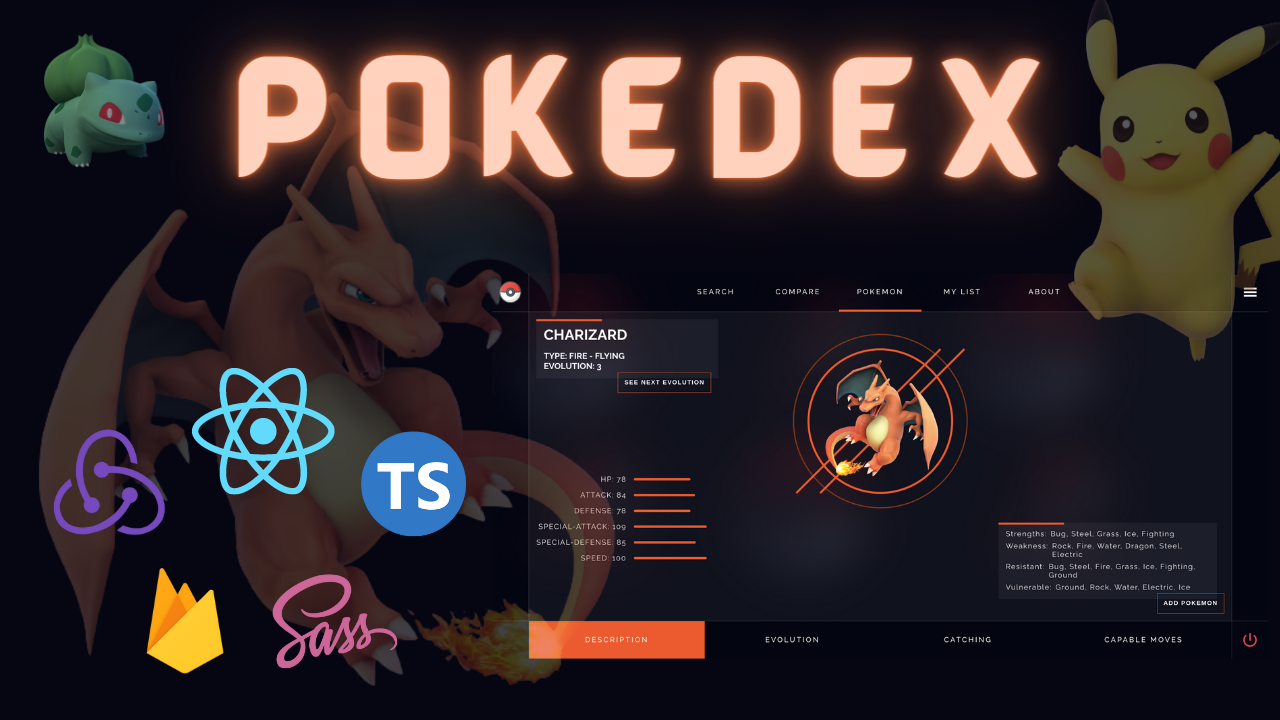 POKEDEX
SEARCH COMPARE POKEMON MY LIST ABOUT
CHARIZARD
TYPE: FIRE - FLYING
EVOLUTION: 3
SEE NEXT EVOLUTION
TS
HP: 78
ATTACK: 84
DEFENSE: 78
SPECIAL-ATTACK: 109
SPECIAL-DEFENSE: 85
SPEED: 100
Strengths: Bug, Steel, Grass, Ice, Fighting
Weakness: Rock, Fire, Water, Dragon, Steel,
Electric
Resistant: Bug, Steel, Fire, Grass, Ice, Fighting,
Ground
Vulnerable: Ground, Rock, Water, Electric, Ice
ADD POKEMON
Sass
DESCRIPTION EVOLUTION CATCHING CAPABLE MOVES